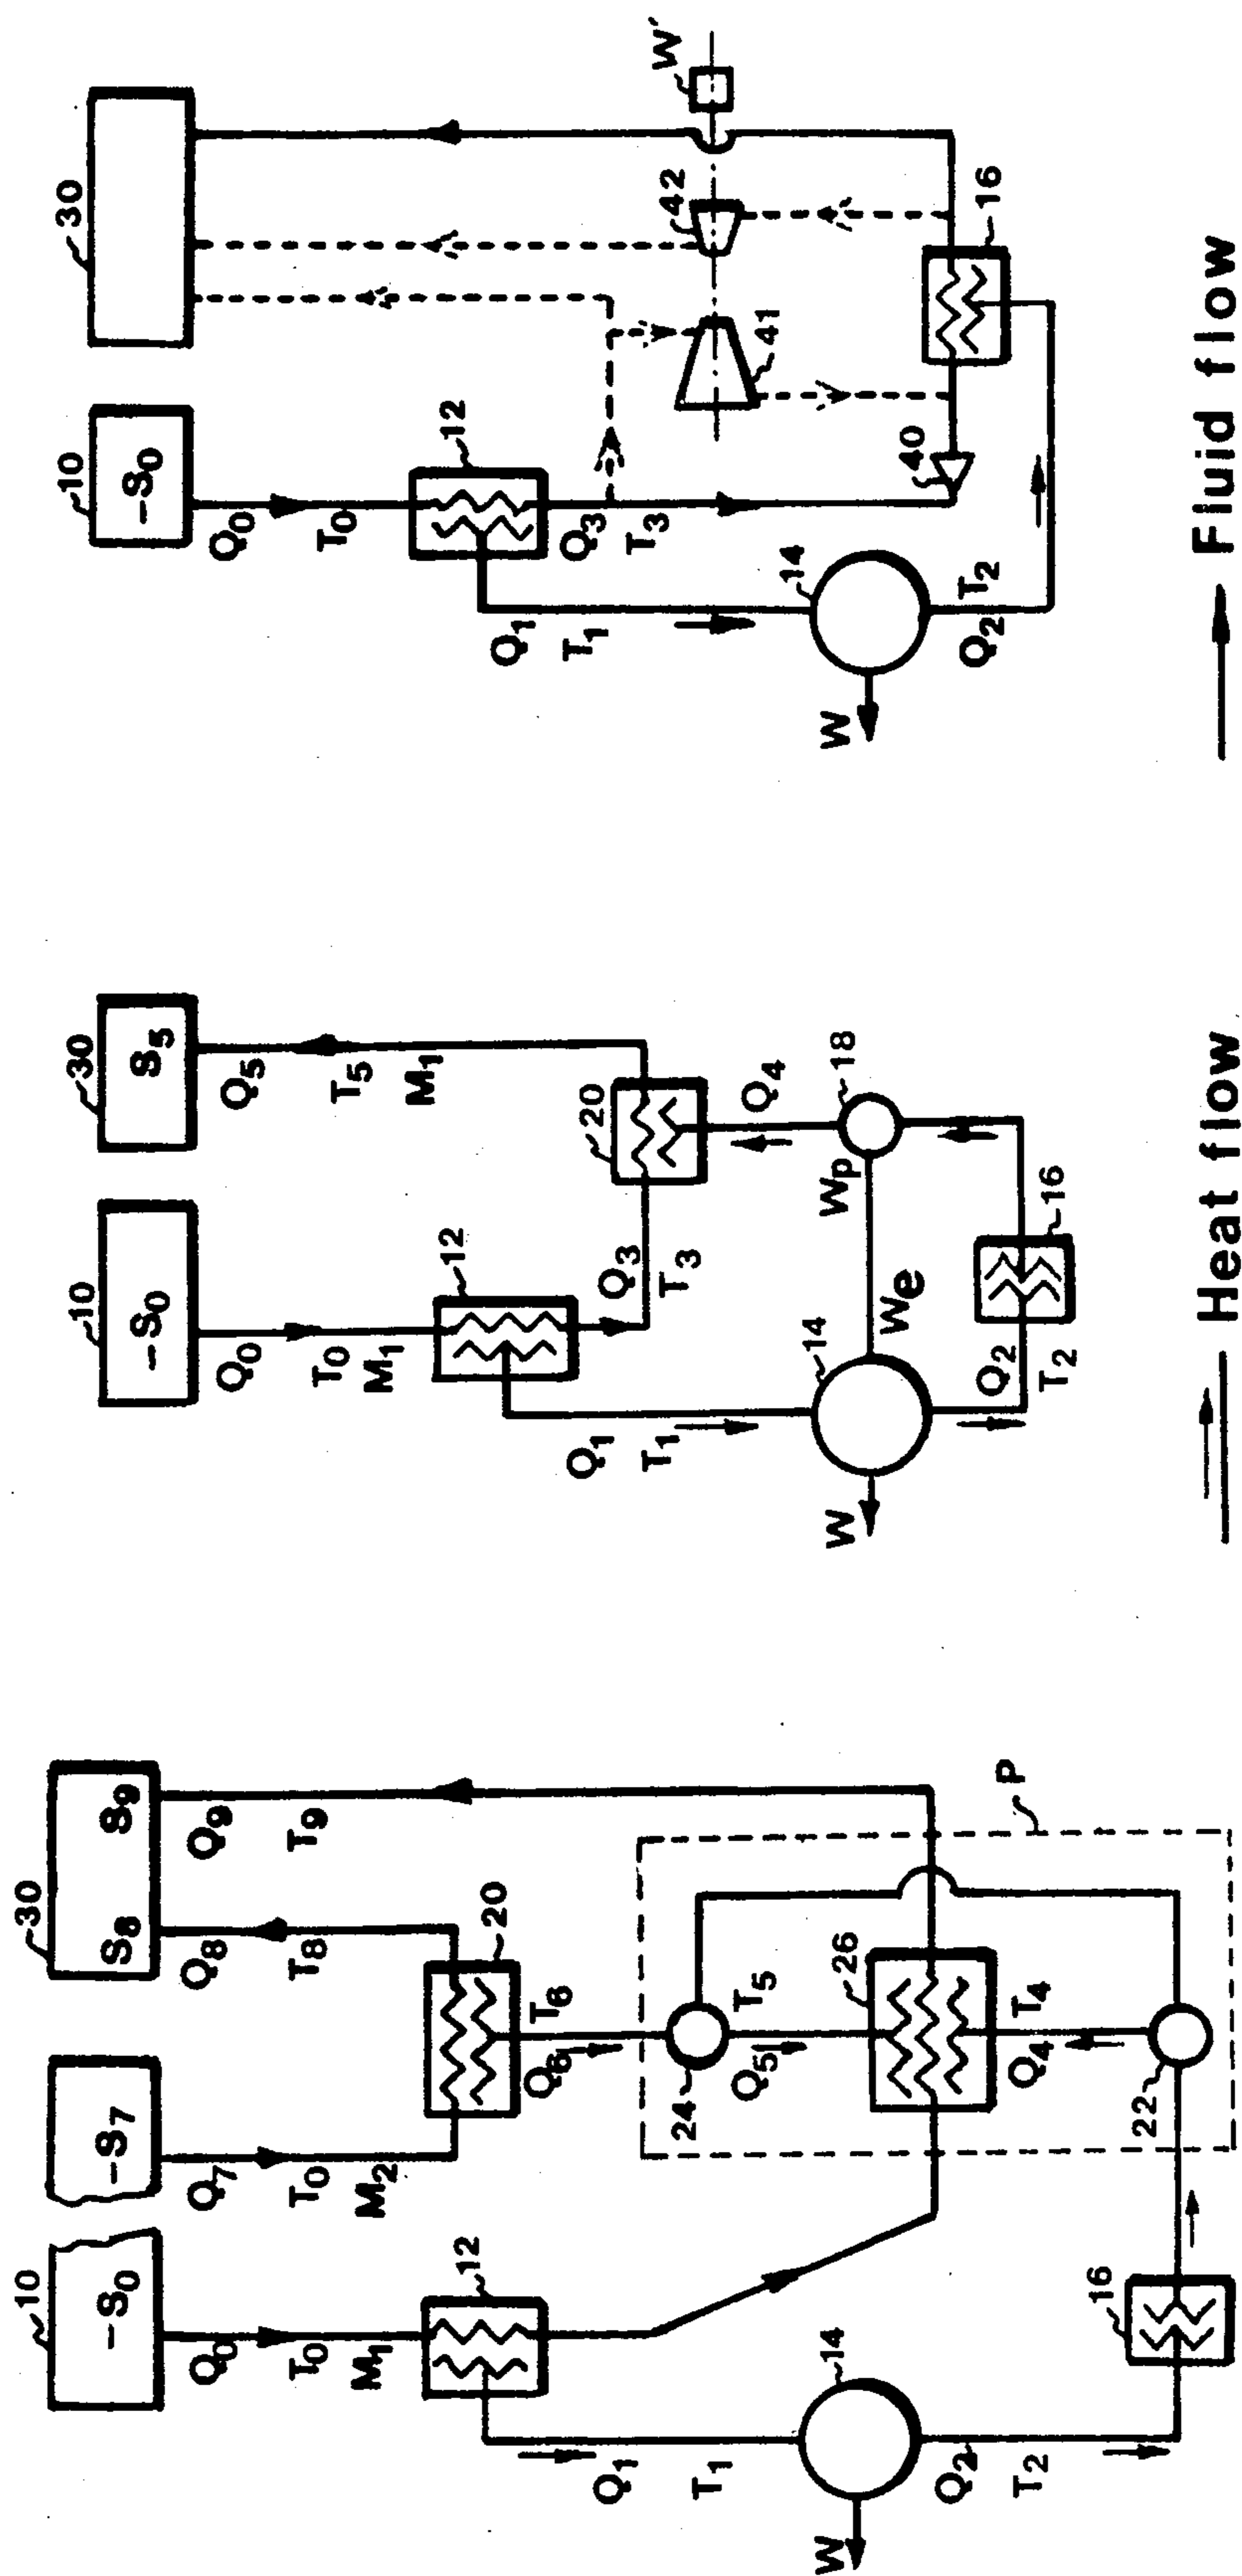 10
-S₀
Q₀
T₀
M₁
12
Q₁
T₁
14
W
Q₂
T₂
16
-S₇
Q₇
T₀
M₂
20
30
S₈
S₉
Q₈
T₈
Q₉
T₉
Q₆
T₆
24
Q₅
T₅
26
Q₄
T₄
22
P
10
-S₀
Q₀
T₀
M₁
12
Q₁
T₁
14
W
Wₑ
Q₂
T₂
16
Q₃
T₃
20
30
S₅
Q₅
T₅
M₁
Q₄
18
Wₚ
10
-S₀
Q₀
T₀
12
Q₁
T₁
14
W
Q₂
T₂
Q₃
T₃
40
41
42
W'
16
30
Heat flow
Fluid flow